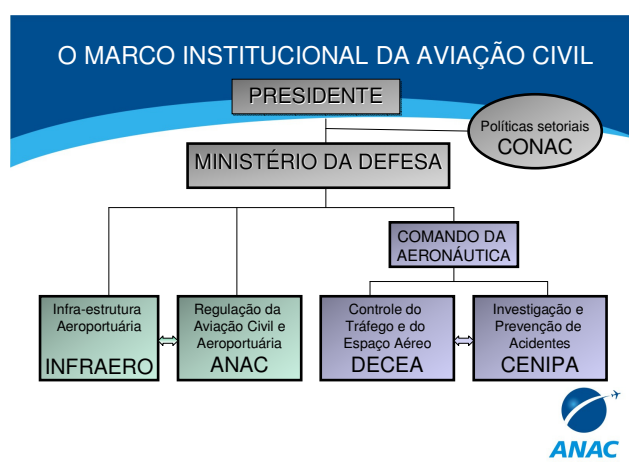 O MARCO INSTITUCIONAL DA AVIAÇÃO CIVIL
PRESIDENTE
Políticas setoriais
CONAC
MINISTÉRIO DA DEFESA
COMANDO DA
AERONÁUTICA
Infra-estrutura
Aeroportuária
INFRAERO
Regulação da
Aviação Civil e
Aeroportuária
ANAC
Controle do
Tráfego e do
Espaço Aéreo
DECEA
Investigação e
Prevenção de
Acidentes
CENIPA
ANAC